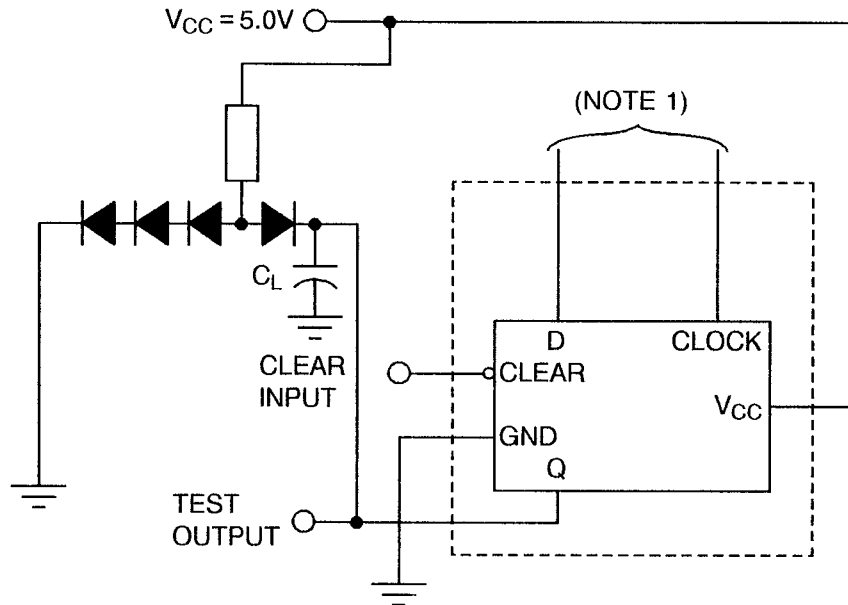 VCC = 5.0V
(NOTE 1)
CL
D
CLOCK
CLEAR
INPUT
CLEAR
VCC
GND
Q
TEST
OUTPUT